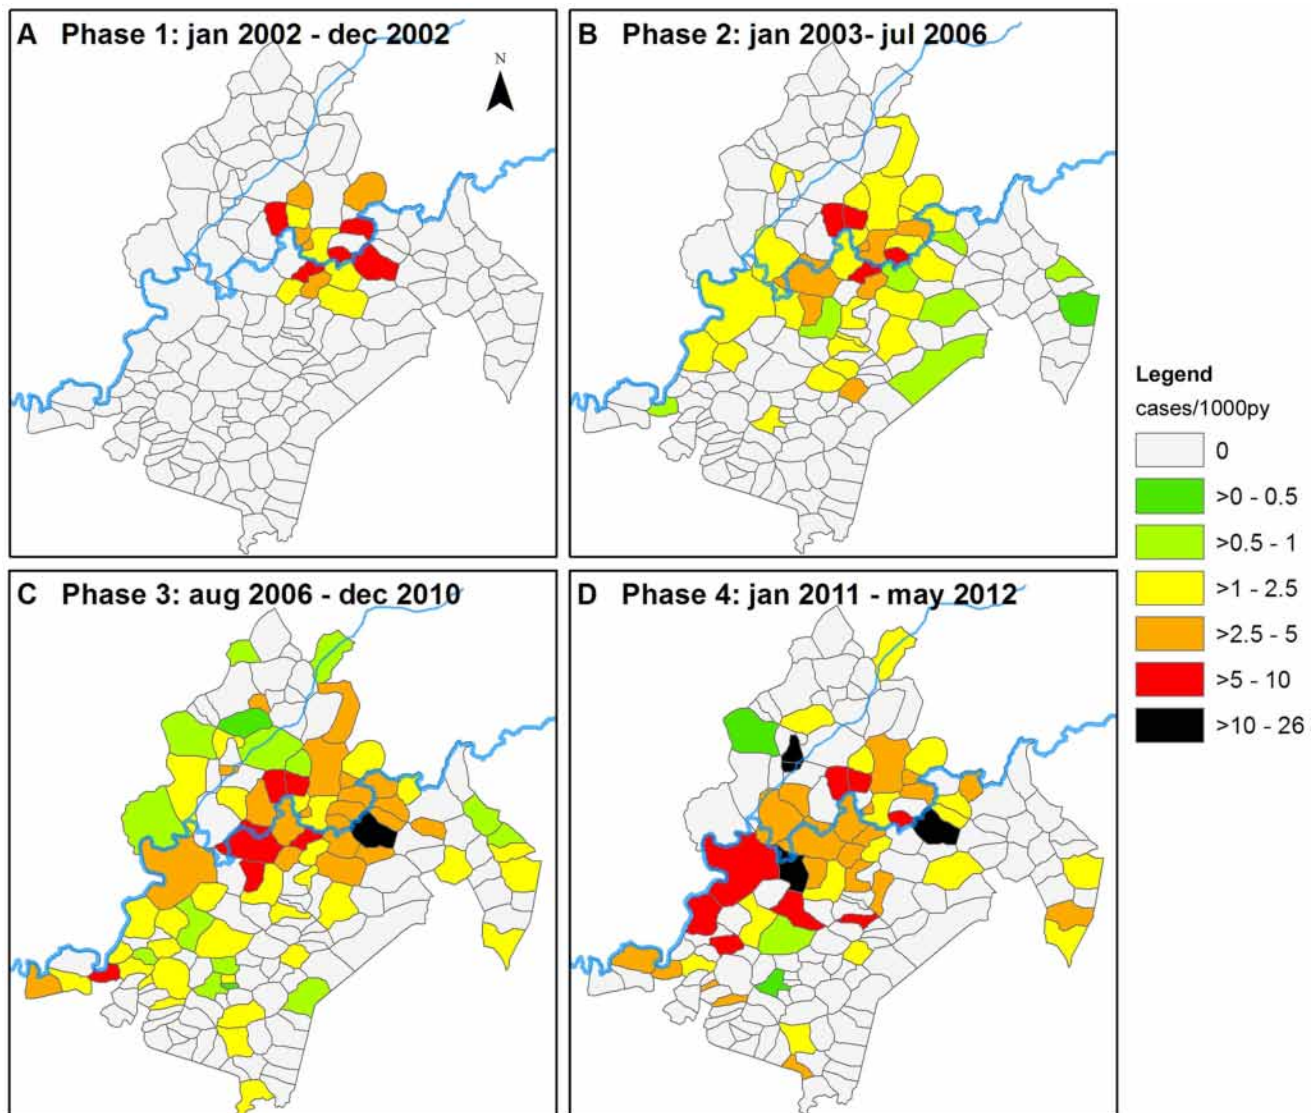 A Phase 1: jan 2002 - dec 2002
N
B Phase 2: jan 2003- jul 2006
C Phase 3: aug 2006 - dec 2010
D Phase 4: jan 2011 - may 2012
Legend
cases/1000py
0
>0 - 0.5
>0.5 - 1
>1 - 2.5
>2.5 - 5
>5 - 10
>10 - 26